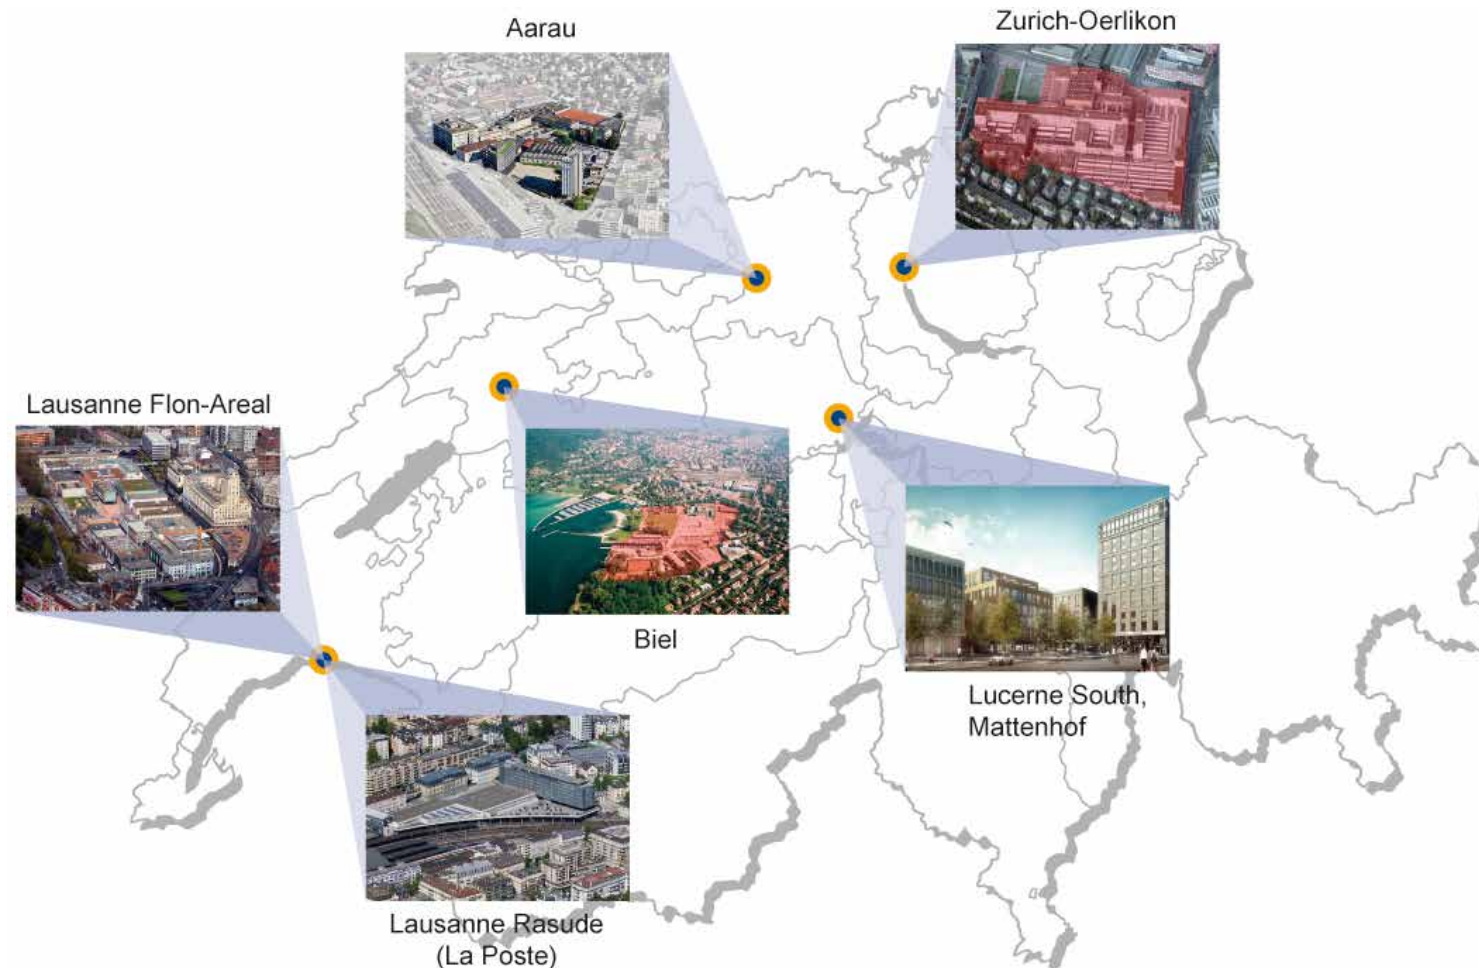 Aarau
Zurich-Oerlikon
Lausanne Flon-Areal
Biel
Lucerne South,
Mattenhof
Lausanne Rasude
(La Poste)